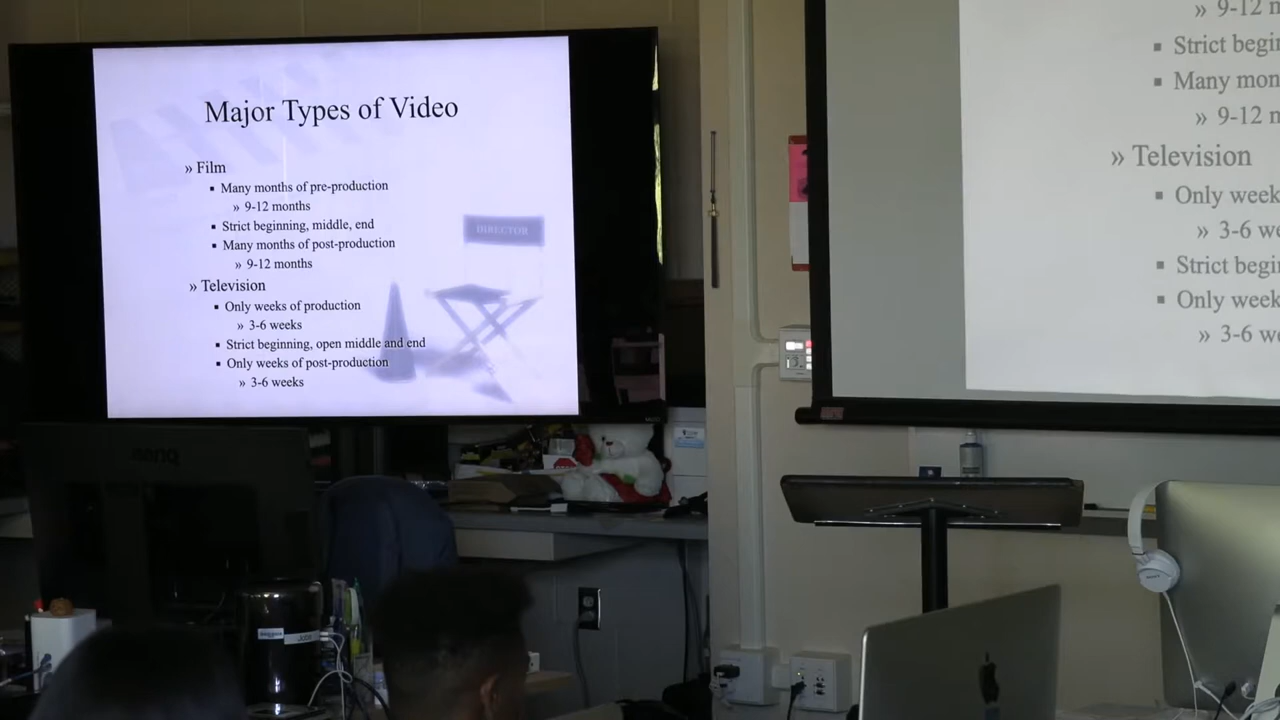 Major Types of Video
» Film
▪ Many months of pre-production
» 9-12 months
▪ Strict beginning, middle, end
▪ Many months of post-production
» 9-12 months
» Television
▪ Only weeks of production
» 3-6 weeks
▪ Strict beginning, open middle and end
▪ Only weeks of post-production
» 3-6 weeks
DIRECTOR
» 9-12 m
▪ Strict begi
▪ Many mon
» 9-12 m
» Television
▪ Only week
» 3-6 we
▪ Strict begi
▪ Only week
» 3-6 we
BenQ
SONY